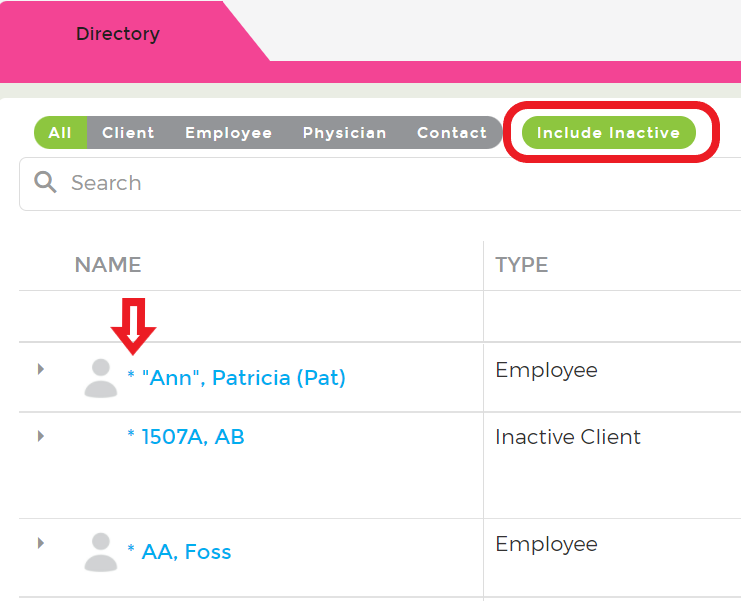 Directory
All Client Employee Physician Contact Include Inactive
Search
NAME TYPE
* "Ann", Patricia (Pat) Employee
* 1507A, AB Inactive Client
* AA, Foss Employee